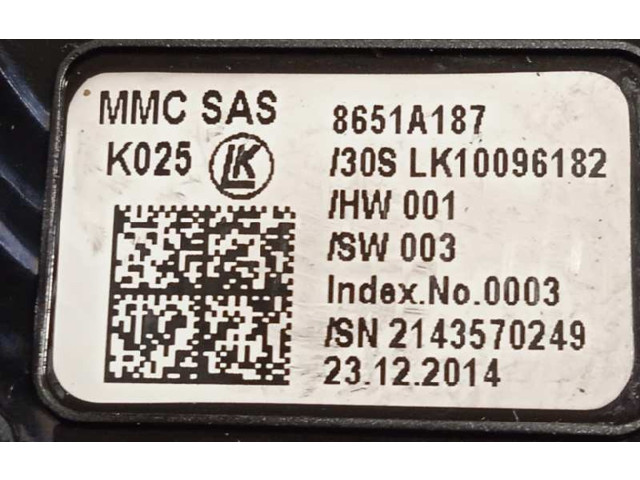 MMC SAS
K025 LK
8651A187
/30S LK10096182
/HW 001
/SW 003
Index.No.0003
/SN 2143570249
23.12.2014